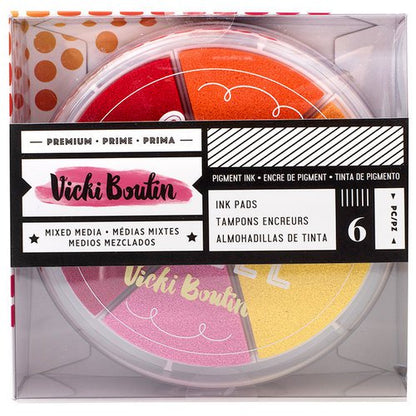 PREMIUM • PRIME • PRIMA
Vicki Boutin
MIXED MEDIA • MÉDIAS MIXTES
MEDIOS MEZCLADOS
PIGMENT INK • ENCRE DE PIGMENT • TINTA DE PIGMENTO
INK PADS
TAMPONS ENCREURS
ALMOHADILLAS DE TINTA
6
PC/PZ
Vicki Boutin